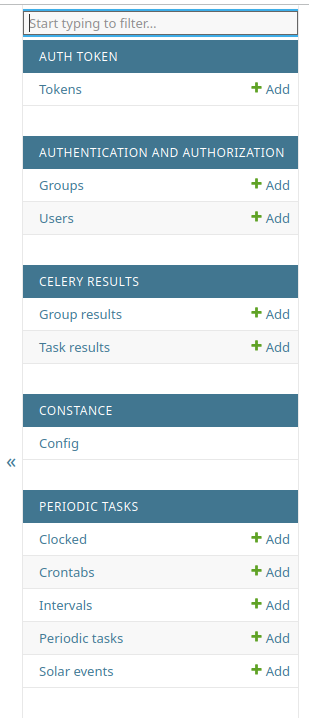 Start typing to filter...
AUTH TOKEN
Tokens + Add
AUTHENTICATION AND AUTHORIZATION
Groups + Add
Users + Add
CELERY RESULTS
Group results + Add
Task results + Add
CONSTANCE
Config
«
PERIODIC TASKS
Clocked + Add
Crontabs + Add
Intervals + Add
Periodic tasks + Add
Solar events + Add